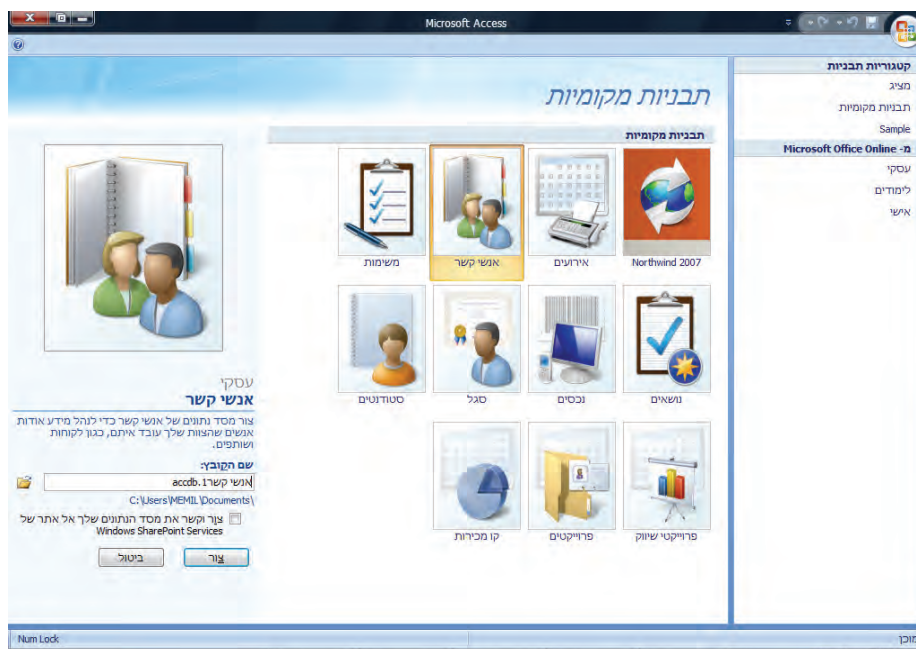 Microsoft Access
קטגוריות תבניות
מציג
תבניות מקומיות
Sample
מ- Microsoft Office Online
עסקי
לימודים
אישי
תבניות מקומיות
תבניות מקומיות
Northwind 2007
אירועים
אנשי קשר
משימות
נושאים
נכסים
סגל
סטודנטים
פרוייקטי שיווק
פרוייקטים
קו מכירות
עסקי
אנשי קשר
צור מסד נתונים של אנשי קשר כדי לנהל מידע אודות
אנשים שהצוות שלך עובד איתם, כגון לקוחות
ושותפים.
שם הקובץ:
אנשי קשר1.accdb
C:\Users\MEMIL\Documents\
צור וקשר את מסד הנתונים שלך אל אתר של
Windows SharePoint Services
צור
ביטול
מוכן
Num Lock